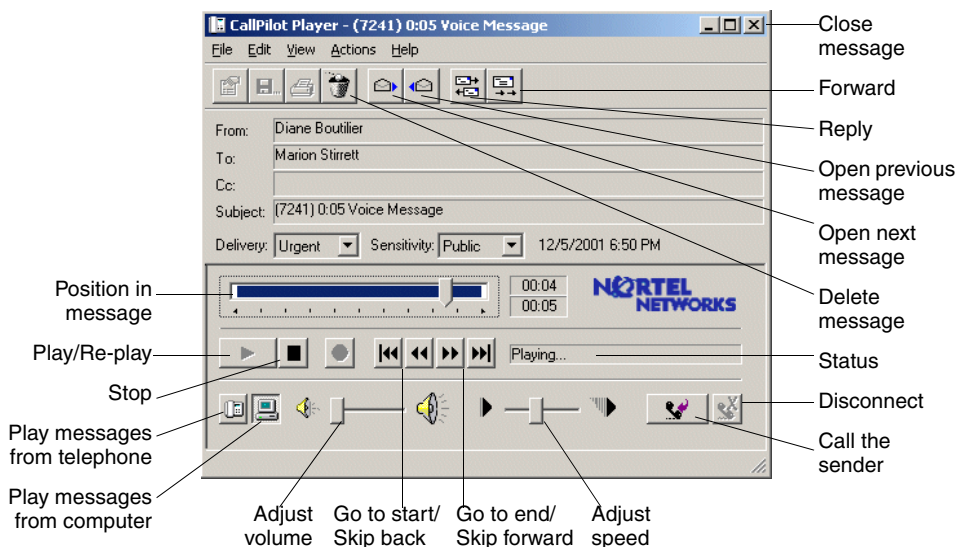 CallPilot Player - (7241) 0:05 Voice Message
File Edit View Actions Help
From: Diane Boutilier
To: Marion Stirrett
Cc:
Subject: (7241) 0:05 Voice Message
Delivery: Urgent Sensitivity: Public 12/5/2001 6:50 PM
00:04
00:05
NORTEL
NETWORKS
Playing...
Close
message
Forward
Reply
Open previous
message
Open next
message
Delete
message
Status
Disconnect
Call the
sender
Position in
message
Play/Re-play
Stop
Play messages
from telephone
Play messages
from computer
Adjust
volume
Go to start/
Skip back
Go to end/
Skip forward
Adjust
speed